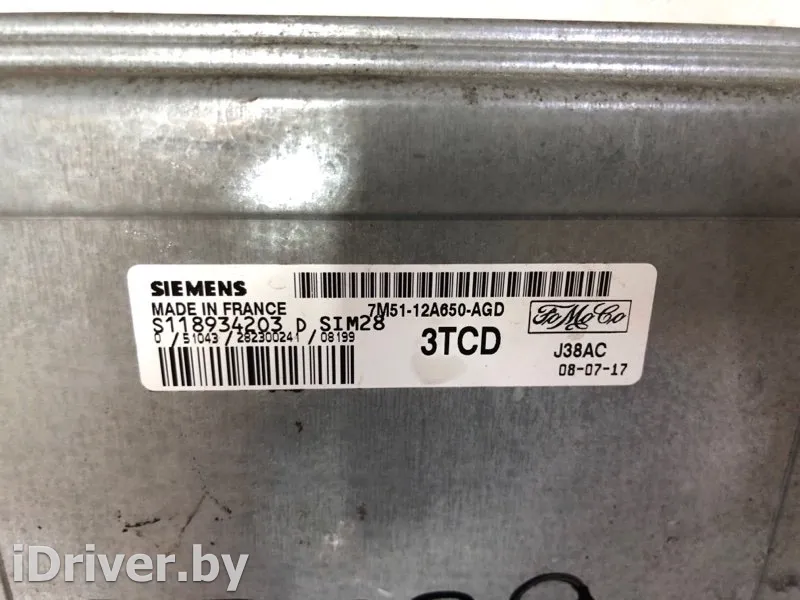 SIEMENS
MADE IN FRANCE
7M51-12A650-AGD
S118934203 D SIM28
0 / 51043 / 282300241 / 08199
3TCD
FoMoCo
J38AC
08-07-17
iDriver.by